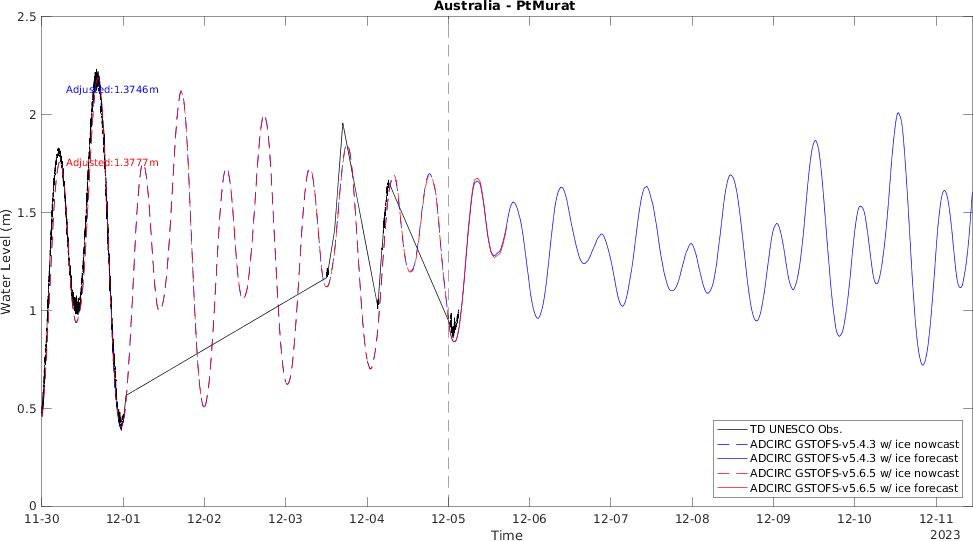 Australia - PtMurat
2.5
2
1.5
1
0.5
0
Water Level (m)
Adjusted:1.3746m
Adjusted:1.3777m
TD UNESCO Obs.
ADCIRC GSTOFS-v5.4.3 w/ ice nowcast
ADCIRC GSTOFS-v5.4.3 w/ ice forecast
ADCIRC GSTOFS-v5.6.5 w/ ice nowcast
ADCIRC GSTOFS-v5.6.5 w/ ice forecast
11-30 12-01 12-02 12-03 12-04 12-05 12-06 12-07 12-08 12-09 12-10 12-11
Time
2023